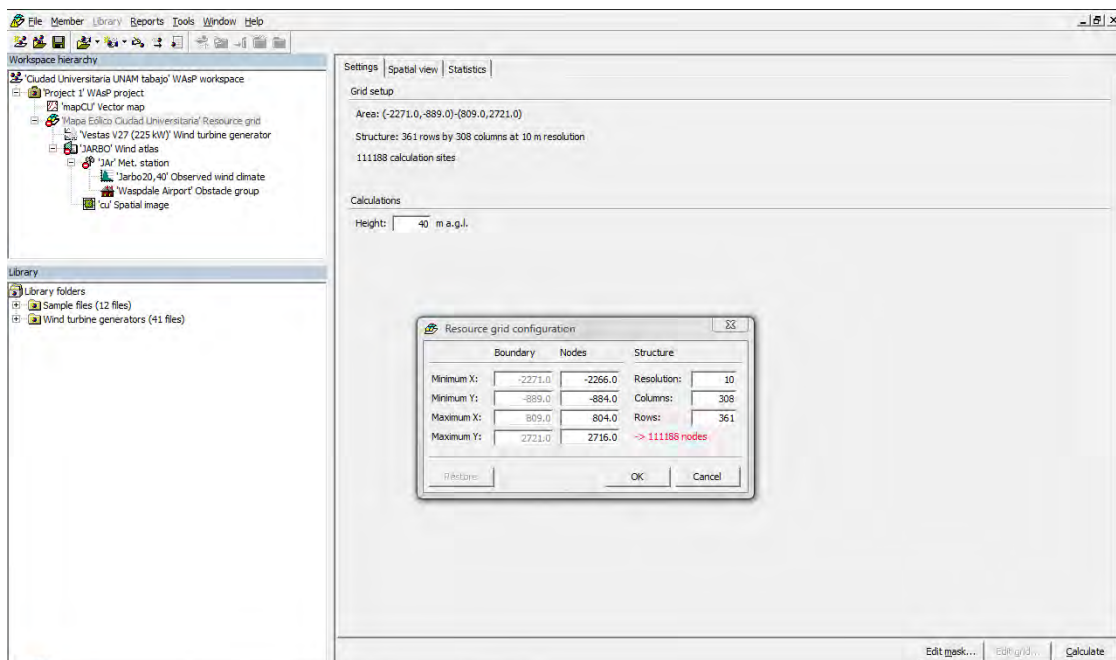 File Member Library Reports Tools Window Help
Workspace hierarchy
'Ciudad Universitaria UNAM tabajo' WAsP workspace
'Project 1' WAsP project
'mapCU' Vector map
'Mapa Eólico Ciudad Universitaria' Resource grid
'Vestas V27 (225 kW)' Wind turbine generator
'JARBO' Wind atlas
'JAr' Met. station
'Jarbo20,40' Observed wind climate
'Waspdale Airport' Obstacle group
'cu' Spatial image
Library
Library folders
Sample files (12 files)
Wind turbine generators (41 files)
Settings Spatial view Statistics
Grid setup
Area: (-2271.0,-889.0)-(809.0,2721.0)
Structure: 361 rows by 308 columns at 10 m resolution
111188 calculation sites
Calculations
Height: 40 m a.g.l.
Resource grid configuration
Boundary Nodes Structure
Minimum X: -2271.0 -2266.0 Resolution: 10
Minimum Y: -889.0 -884.0 Columns: 308
Maximum X: 809.0 804.0 Rows: 361
Maximum Y: 2721.0 2716.0 -> 111188 nodes
Restore OK Cancel
Edit mask... Edit grid... Calculate